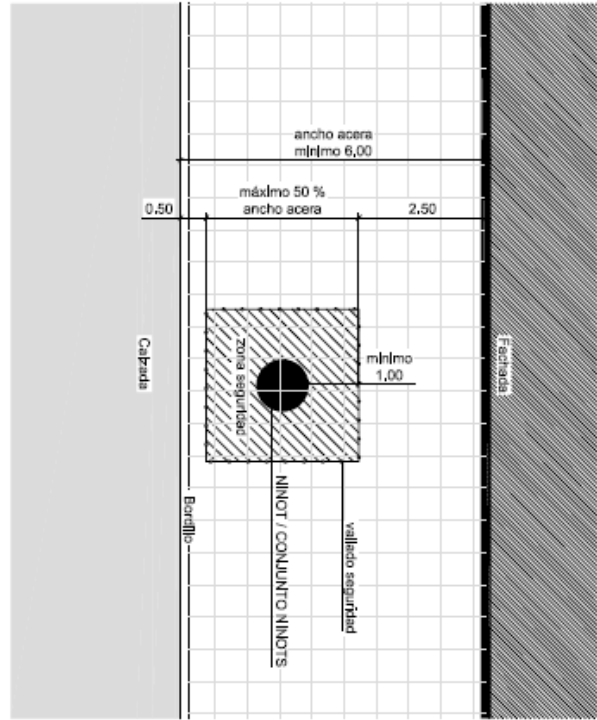 ancho acera
mínimo 6,00
máximo 50 %
ancho acera
0.50
2.50
Calzada
zona seguridad
mínimo
1,00
Fachada
Bordillo
NINOT / CONJUNTO NINOTS
vallado seguridad